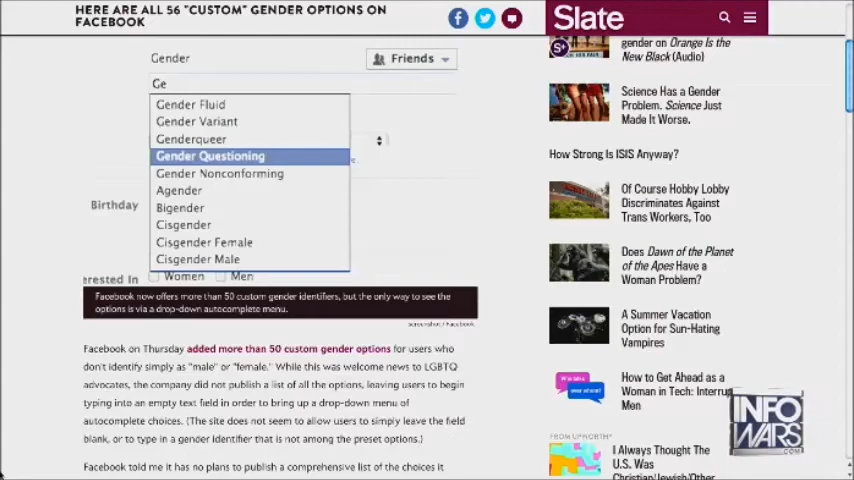 HERE ARE ALL 56 "CUSTOM" GENDER OPTIONS ON
FACEBOOK
Gender
Friends
Ge
Gender Fluid
Gender Variant
Genderqueer
Gender Questioning
Gender Nonconforming
Agender
Bigender
Cisgender
Cisgender Female
Cisgender Male
Birthday
erested In
Women
Men
Facebook now offers more than 50 custom gender identifiers, but the only way to see the
options is via a drop-down autocomplete menu.
screenshot / Facebook
Facebook on Thursday added more than 50 custom gender options for users who
don't identify simply as "male" or "female." While this was welcome news to LGBTQ
advocates, the company did not publish a list of all the options, leaving users to begin
typing into an empty text field in order to bring up a drop-down menu of
autocomplete choices. (The site does not seem to allow users to simply leave the field
blank, or to type in a gender identifier that is not among the preset options.)
Facebook told me it has no plans to publish a comprehensive list of the choices it
Slate
S+
gender on Orange Is the
New Black (Audio)
Science Has a Gender
Problem. Science Just
Made It Worse.
How Strong Is ISIS Anyway?
Of Course Hobby Lobby
Discriminates Against
Trans Workers, Too
Does Dawn of the Planet
of the Apes Have a
Woman Problem?
A Summer Vacation
Option for Sun-Hating
Vampires
How to Get Ahead as a
Woman in Tech: Interrup
Men
FROM UPWORTHY
I Always Thought The
U.S. Was
Christian/Jewish/Other
INFO
WARS
.COM